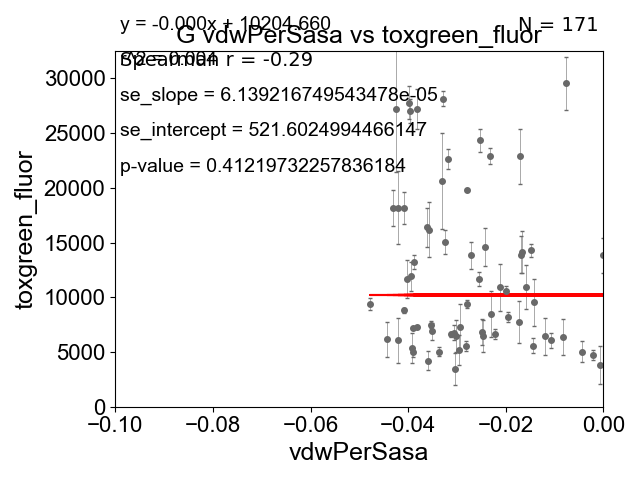 y = -0.000x + 10204.660
N = 171
G vdwPerSasa vs toxgreen_fluor
Spearman r = -0.29
se_slope = 6.139216749543478e-05
se_intercept = 521.6024994466147
p-value = 0.41219732257836184
30000
25000
20000
15000
10000
5000
0
toxgreen_fluor
−0.10
−0.08
−0.06
−0.04
−0.02
0.00
vdwPerSasa